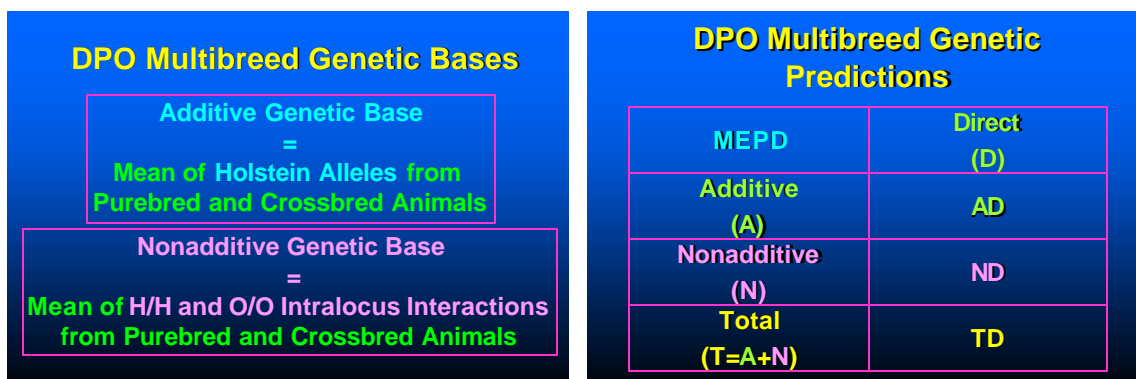 DPO Multibreed Genetic Bases
Additive Genetic Base
=
Mean of Holstein Alleles from
Purebred and Crossbred Animals
Nonadditive Genetic Base
=
Mean of H/H and O/O Intralocus Interactions
from Purebred and Crossbred Animals
DPO Multibreed Genetic
Predictions
MEPD
Direct
(D)
Additive
(A)
AD
Nonadditive
(N)
ND
Total
(T=A+N)
TD